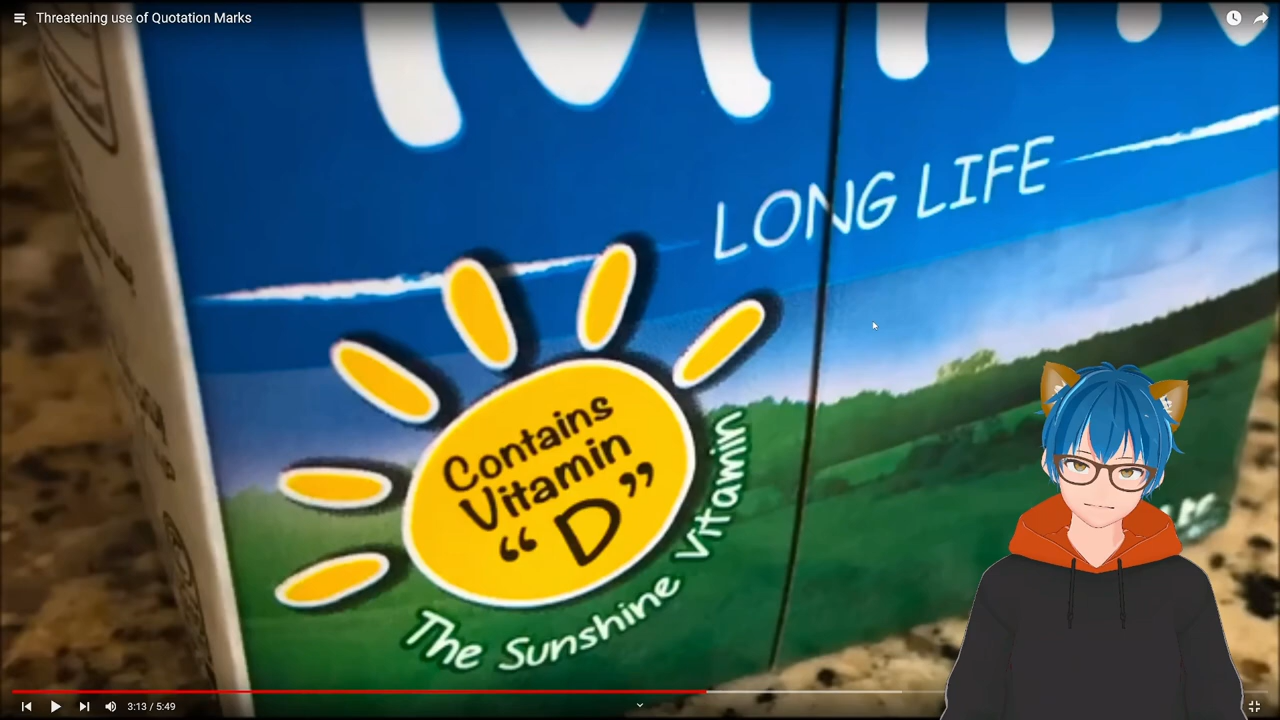 Threatening use of Quotation Marks
LONG LIFE
Contains
Vitamin
“D”
The Sunshine Vitamin
3:13 / 5:49